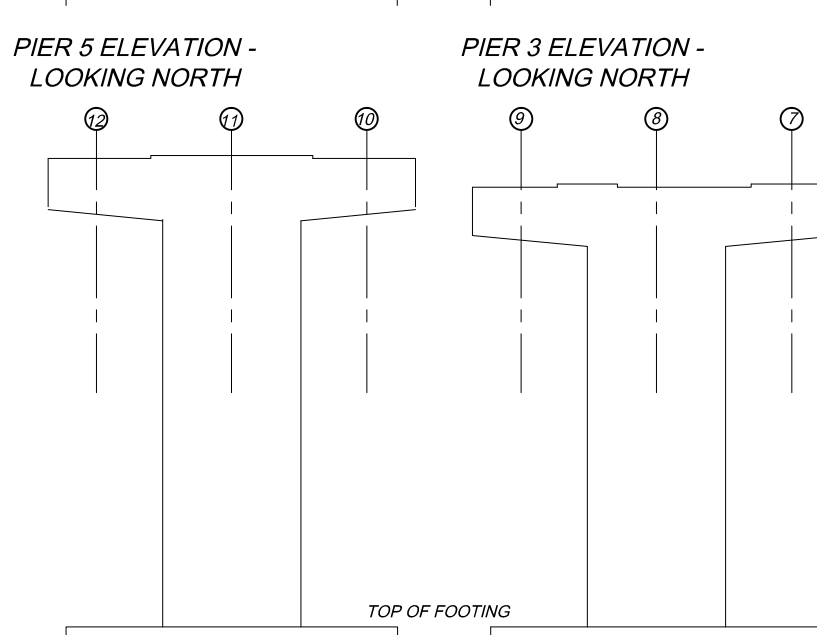 PIER 5 ELEVATION -
LOOKING NORTH
PIER 3 ELEVATION -
LOOKING NORTH
12 11 10 9 8 7
TOP OF FOOTING